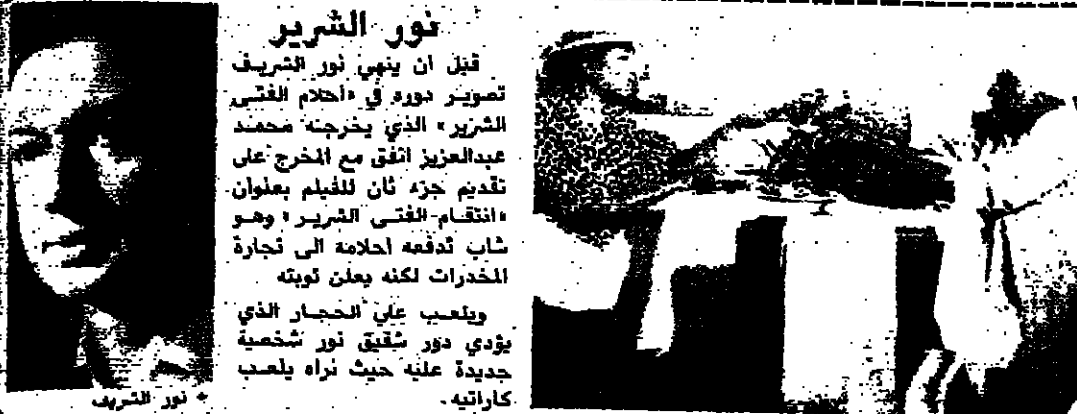 نور الشرير
قبل ان ينهي نور الشريف
تصوير دوره في «أحلام الفتى
الشرير» الذي يخرجه محمد
عبدالعزيز اتفق مع المخرج على
تقديم جزء ثان للفيلم بعنوان
«انتقام الفتى الشرير» وهو
شاب تدفعه احلامه الى تجارة
المخدرات لكنه يعلن توبته
ويلعب علي الحجار الذي
يؤدي دور شقيق نور شخصية
جديدة عليه حيث نراه يلعب
كاراتيه.
* نور الشريف